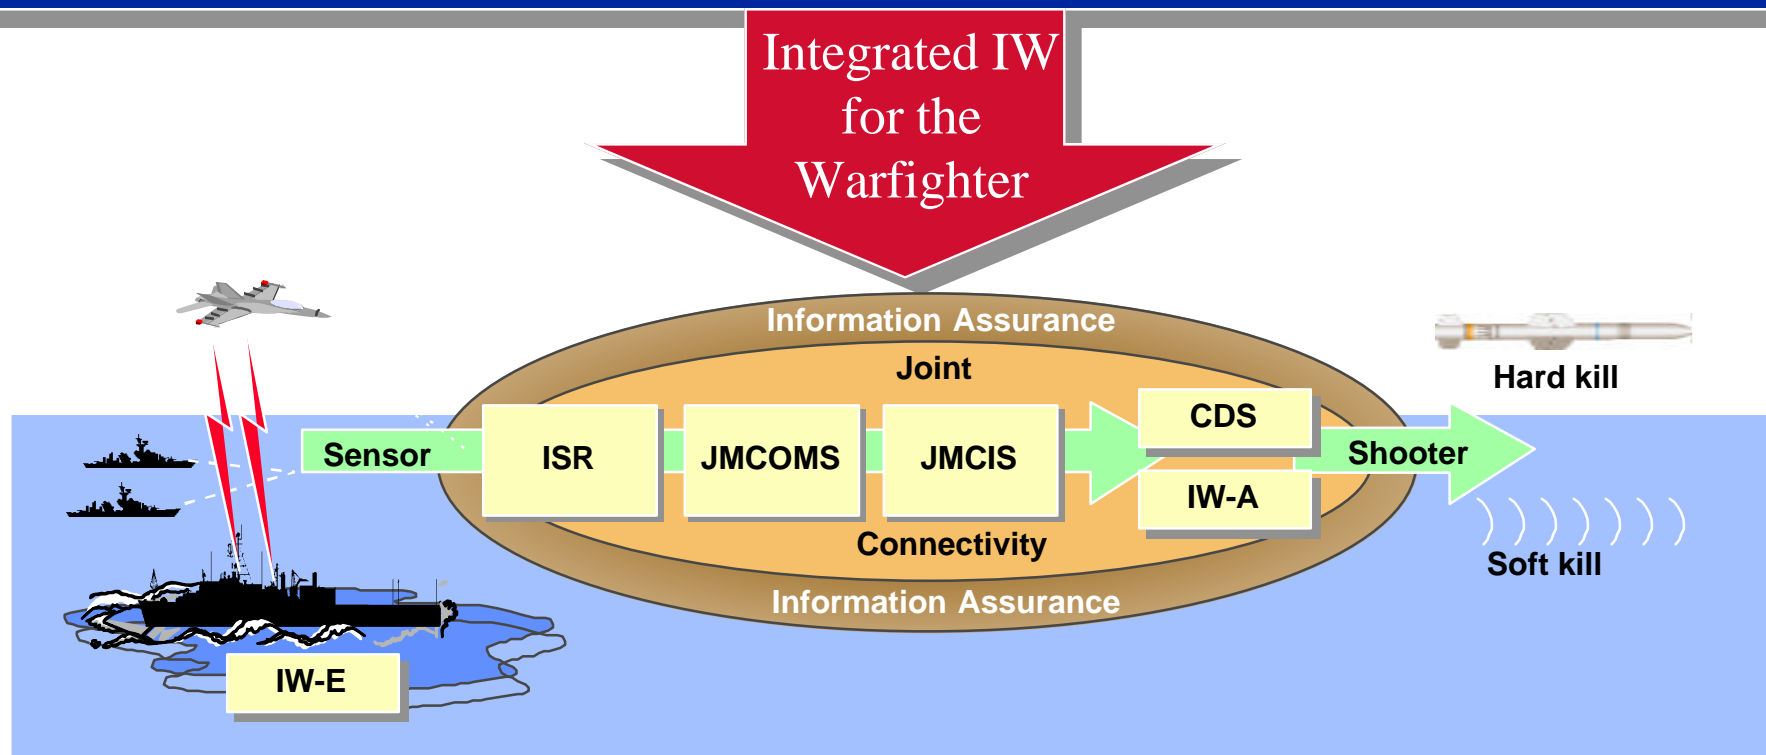 Integrated IW
for the
Warfighter
Information Assurance
Joint
Hard kill
CDS
Sensor
ISR
JMCOMS
JMCIS
Shooter
IW-A
Connectivity
Soft kill
Information Assurance
IW-E